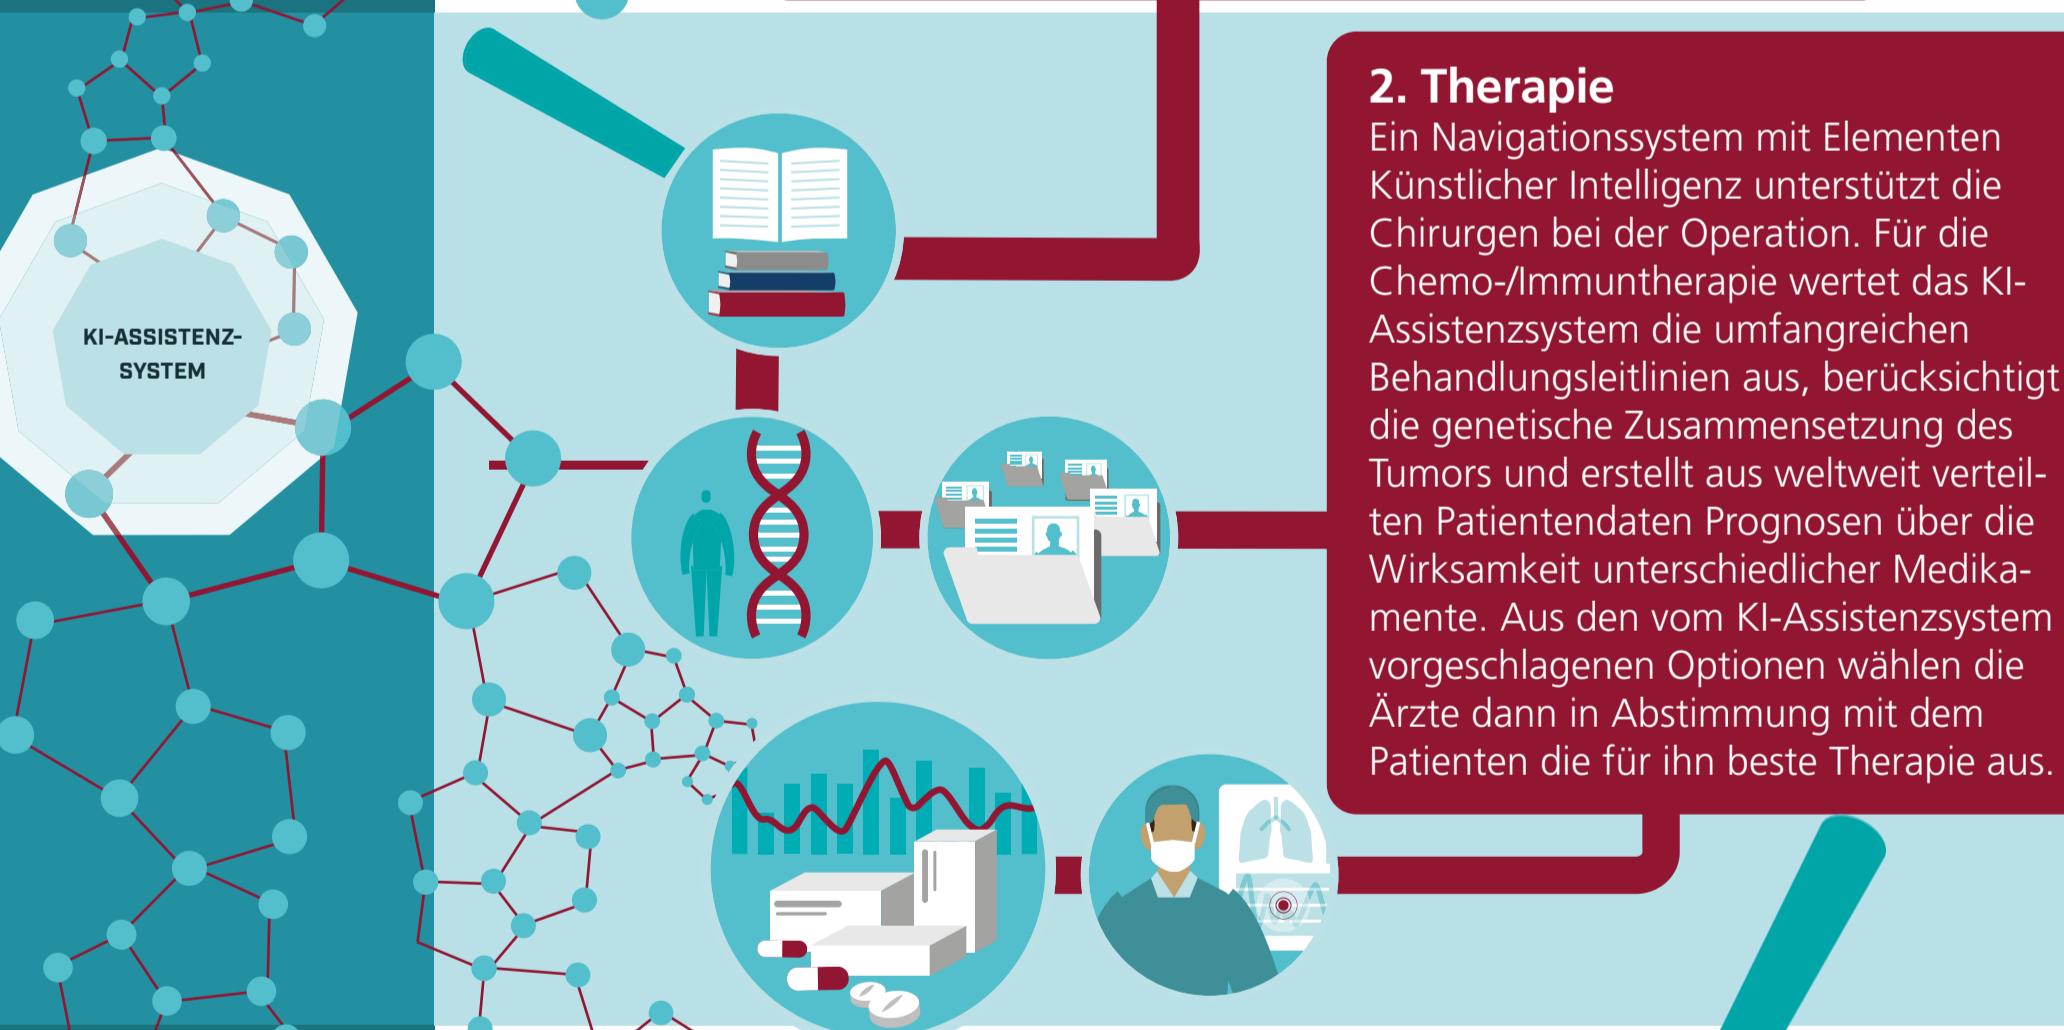 KI-ASSISTENZ-
SYSTEM
2. Therapie
Ein Navigationssystem mit Elementen
Künstlicher Intelligenz unterstützt die
Chirurgen bei der Operation. Für die
Chemo-/Immuntherapie wertet das KI-
Assistenzsystem die umfangreichen
Behandlungsleitlinien aus, berücksichtigt
die genetische Zusammensetzung des
Tumors und erstellt aus weltweit verteil-
ten Patientendaten Prognosen über die
Wirksamkeit unterschiedlicher Medika-
mente. Aus den vom KI-Assistenzsystem
vorgeschlagenen Optionen wählen die
Ärzte dann in Abstimmung mit dem
Patienten die für ihn beste Therapie aus.